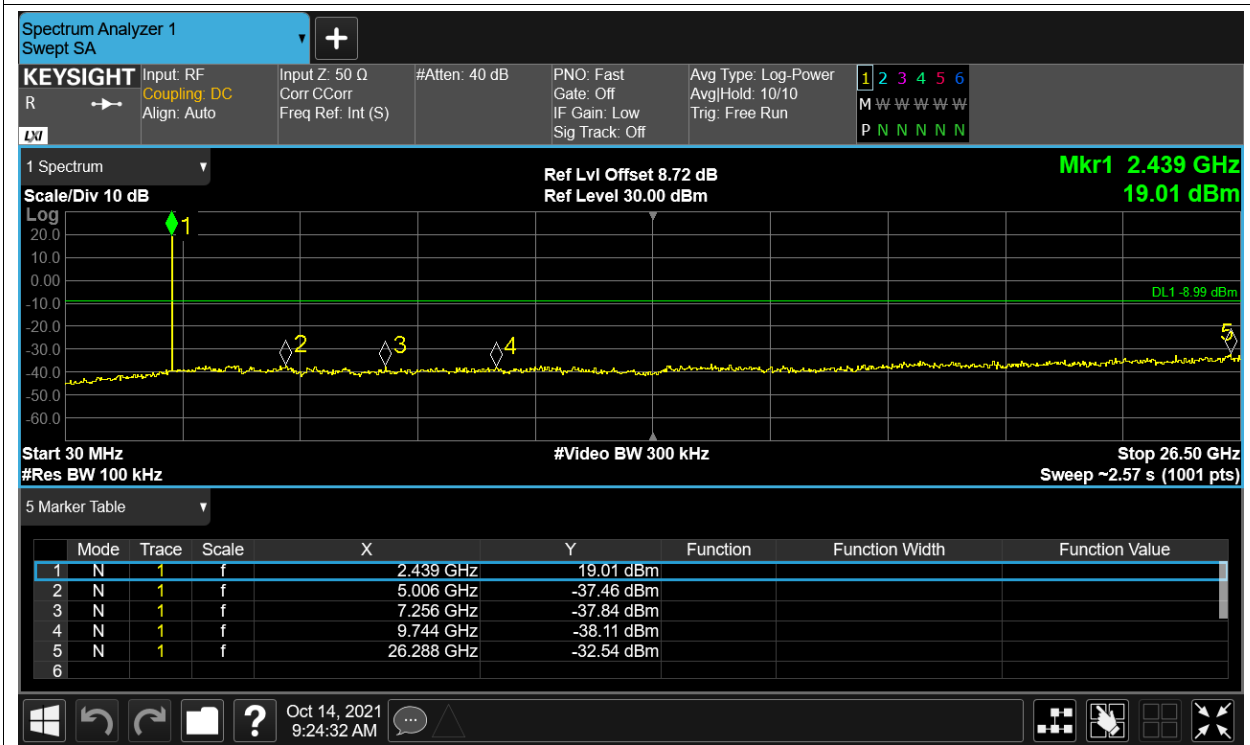 Spectrum Analyzer 1
Swept SA
KEYSIGHT
R
LXI
Input: RF
Coupling: DC
Align: Auto
Input Z: 50 Ω
Corr CCorr
Freq Ref: Int (S)
#Atten: 40 dB
PNO: Fast
Gate: Off
IF Gain: Low
Sig Track: Off
Avg Type: Log-Power
Avg|Hold: 10/10
Trig: Free Run
1 2 3 4 5 6
M W W W W W
P N N N N N
1 Spectrum
Scale/Div 10 dB
Ref Lvl Offset 8.72 dB
Ref Level 30.00 dBm
Mkr1 2.439 GHz
19.01 dBm
Log
20.0
10.0
0.00
-10.0
-20.0
-30.0
-40.0
-50.0
-60.0
1
2
3
4
5
DL1 -8.99 dBm
Start 30 MHz
#Res BW 100 kHz
#Video BW 300 kHz
Stop 26.50 GHz
Sweep ~2.57 s (1001 pts)
5 Marker Table
Mode Trace Scale X Y Function Function Width Function Value
1 N 1 f 2.439 GHz 19.01 dBm
2 N 1 f 5.006 GHz -37.46 dBm
3 N 1 f 7.256 GHz -37.84 dBm
4 N 1 f 9.744 GHz -38.11 dBm
5 N 1 f 26.288 GHz -32.54 dBm
6
?
Oct 14, 2021
9:24:32 AM